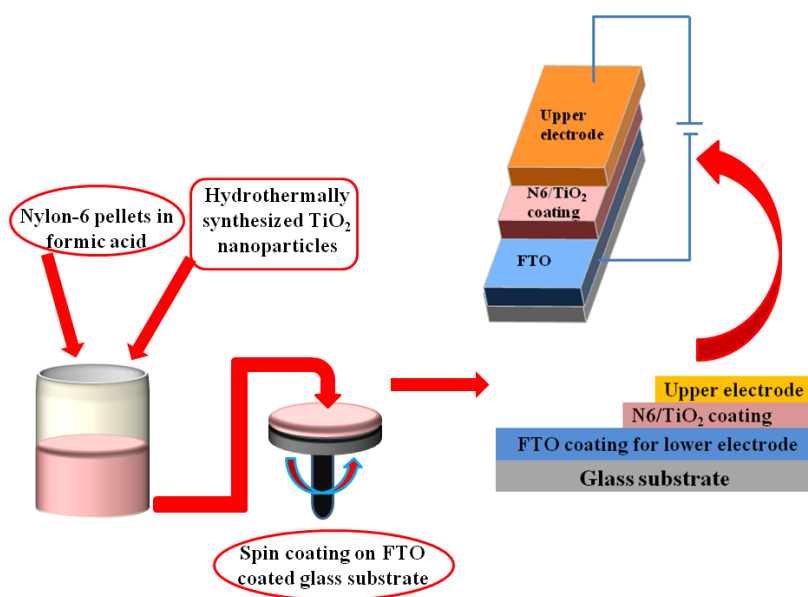 Nylon-6 pellets in
formic acid
Hydrothermally
synthesized TiO₂
nanoparticles
Upper
electrode
N6/TiO₂
coating
FTO
Upper electrode
N6/TiO₂ coating
FTO coating for lower electrode
Glass substrate
Spin coating on FTO
coated glass substrate